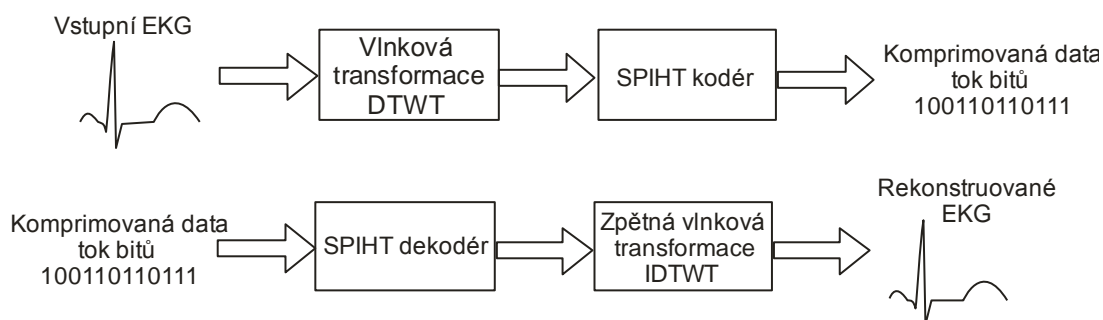 Vstupní EKG
Vlnková
transformace
DTWT
SPIHT kodér
Komprimovaná data
tok bitů
100110110111
Komprimovaná data
tok bitů
100110110111
SPIHT dekodér
Zpětná vlnková
transformace
IDTWT
Rekonstruované
EKG